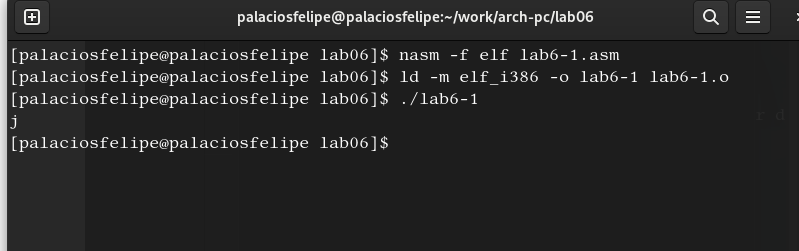 palaciosfelipe@palaciosfelipe:~/work/arch-pc/lab06
[palaciosfelipe@palaciosfelipe lab06]$ nasm -f elf lab6-1.asm
[palaciosfelipe@palaciosfelipe lab06]$ ld -m elf_i386 -o lab6-1 lab6-1.o
[palaciosfelipe@palaciosfelipe lab06]$ ./lab6-1
j
[palaciosfelipe@palaciosfelipe lab06]$